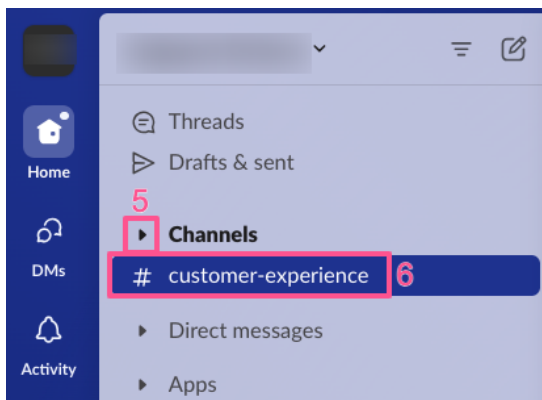 Threads
Drafts & sent
Home
5
Channels
# customer-experience 6
DMs
Direct messages
Activity
Apps